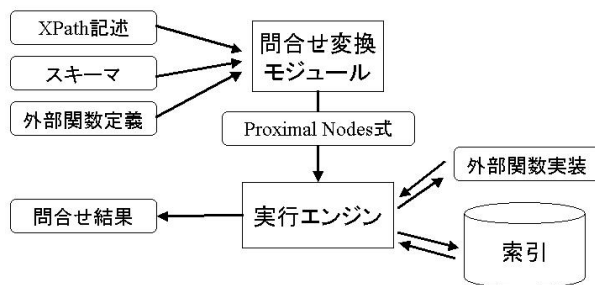 XPath記述
スキーマ
外部関数定義
問合せ変換
モジュール
Proximal Nodes式
外部関数実装
問合せ結果
実行エンジン
索引